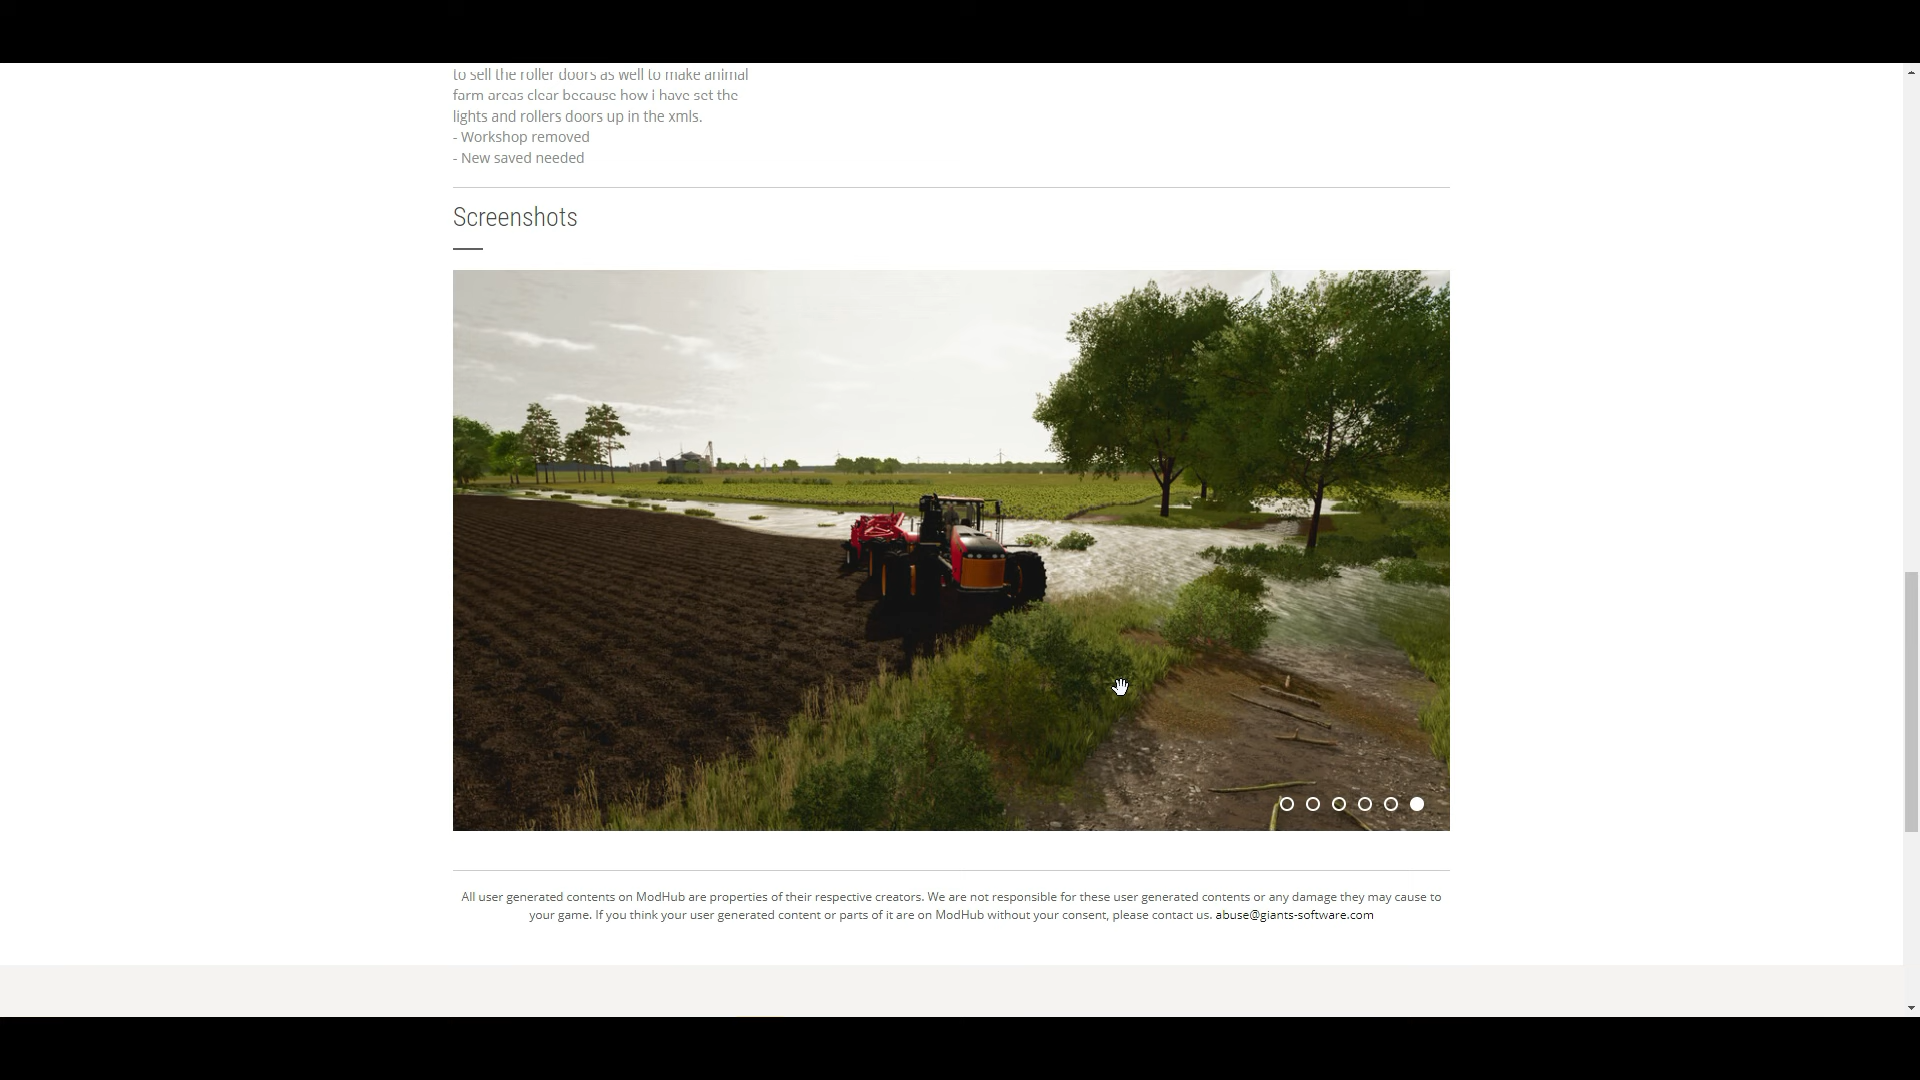 to sell the roller doors as well to make animal
farm areas clear because how i have set the
lights and rollers doors up in the xmls.
- Workshop removed
- New saved needed
Screenshots
All user generated contents on ModHub are properties of their respective creators. We are not responsible for these user generated contents or any damage they may cause to
your game. If you think your user generated content or parts of it are on ModHub without your consent, please contact us. abuse@giants-software.com